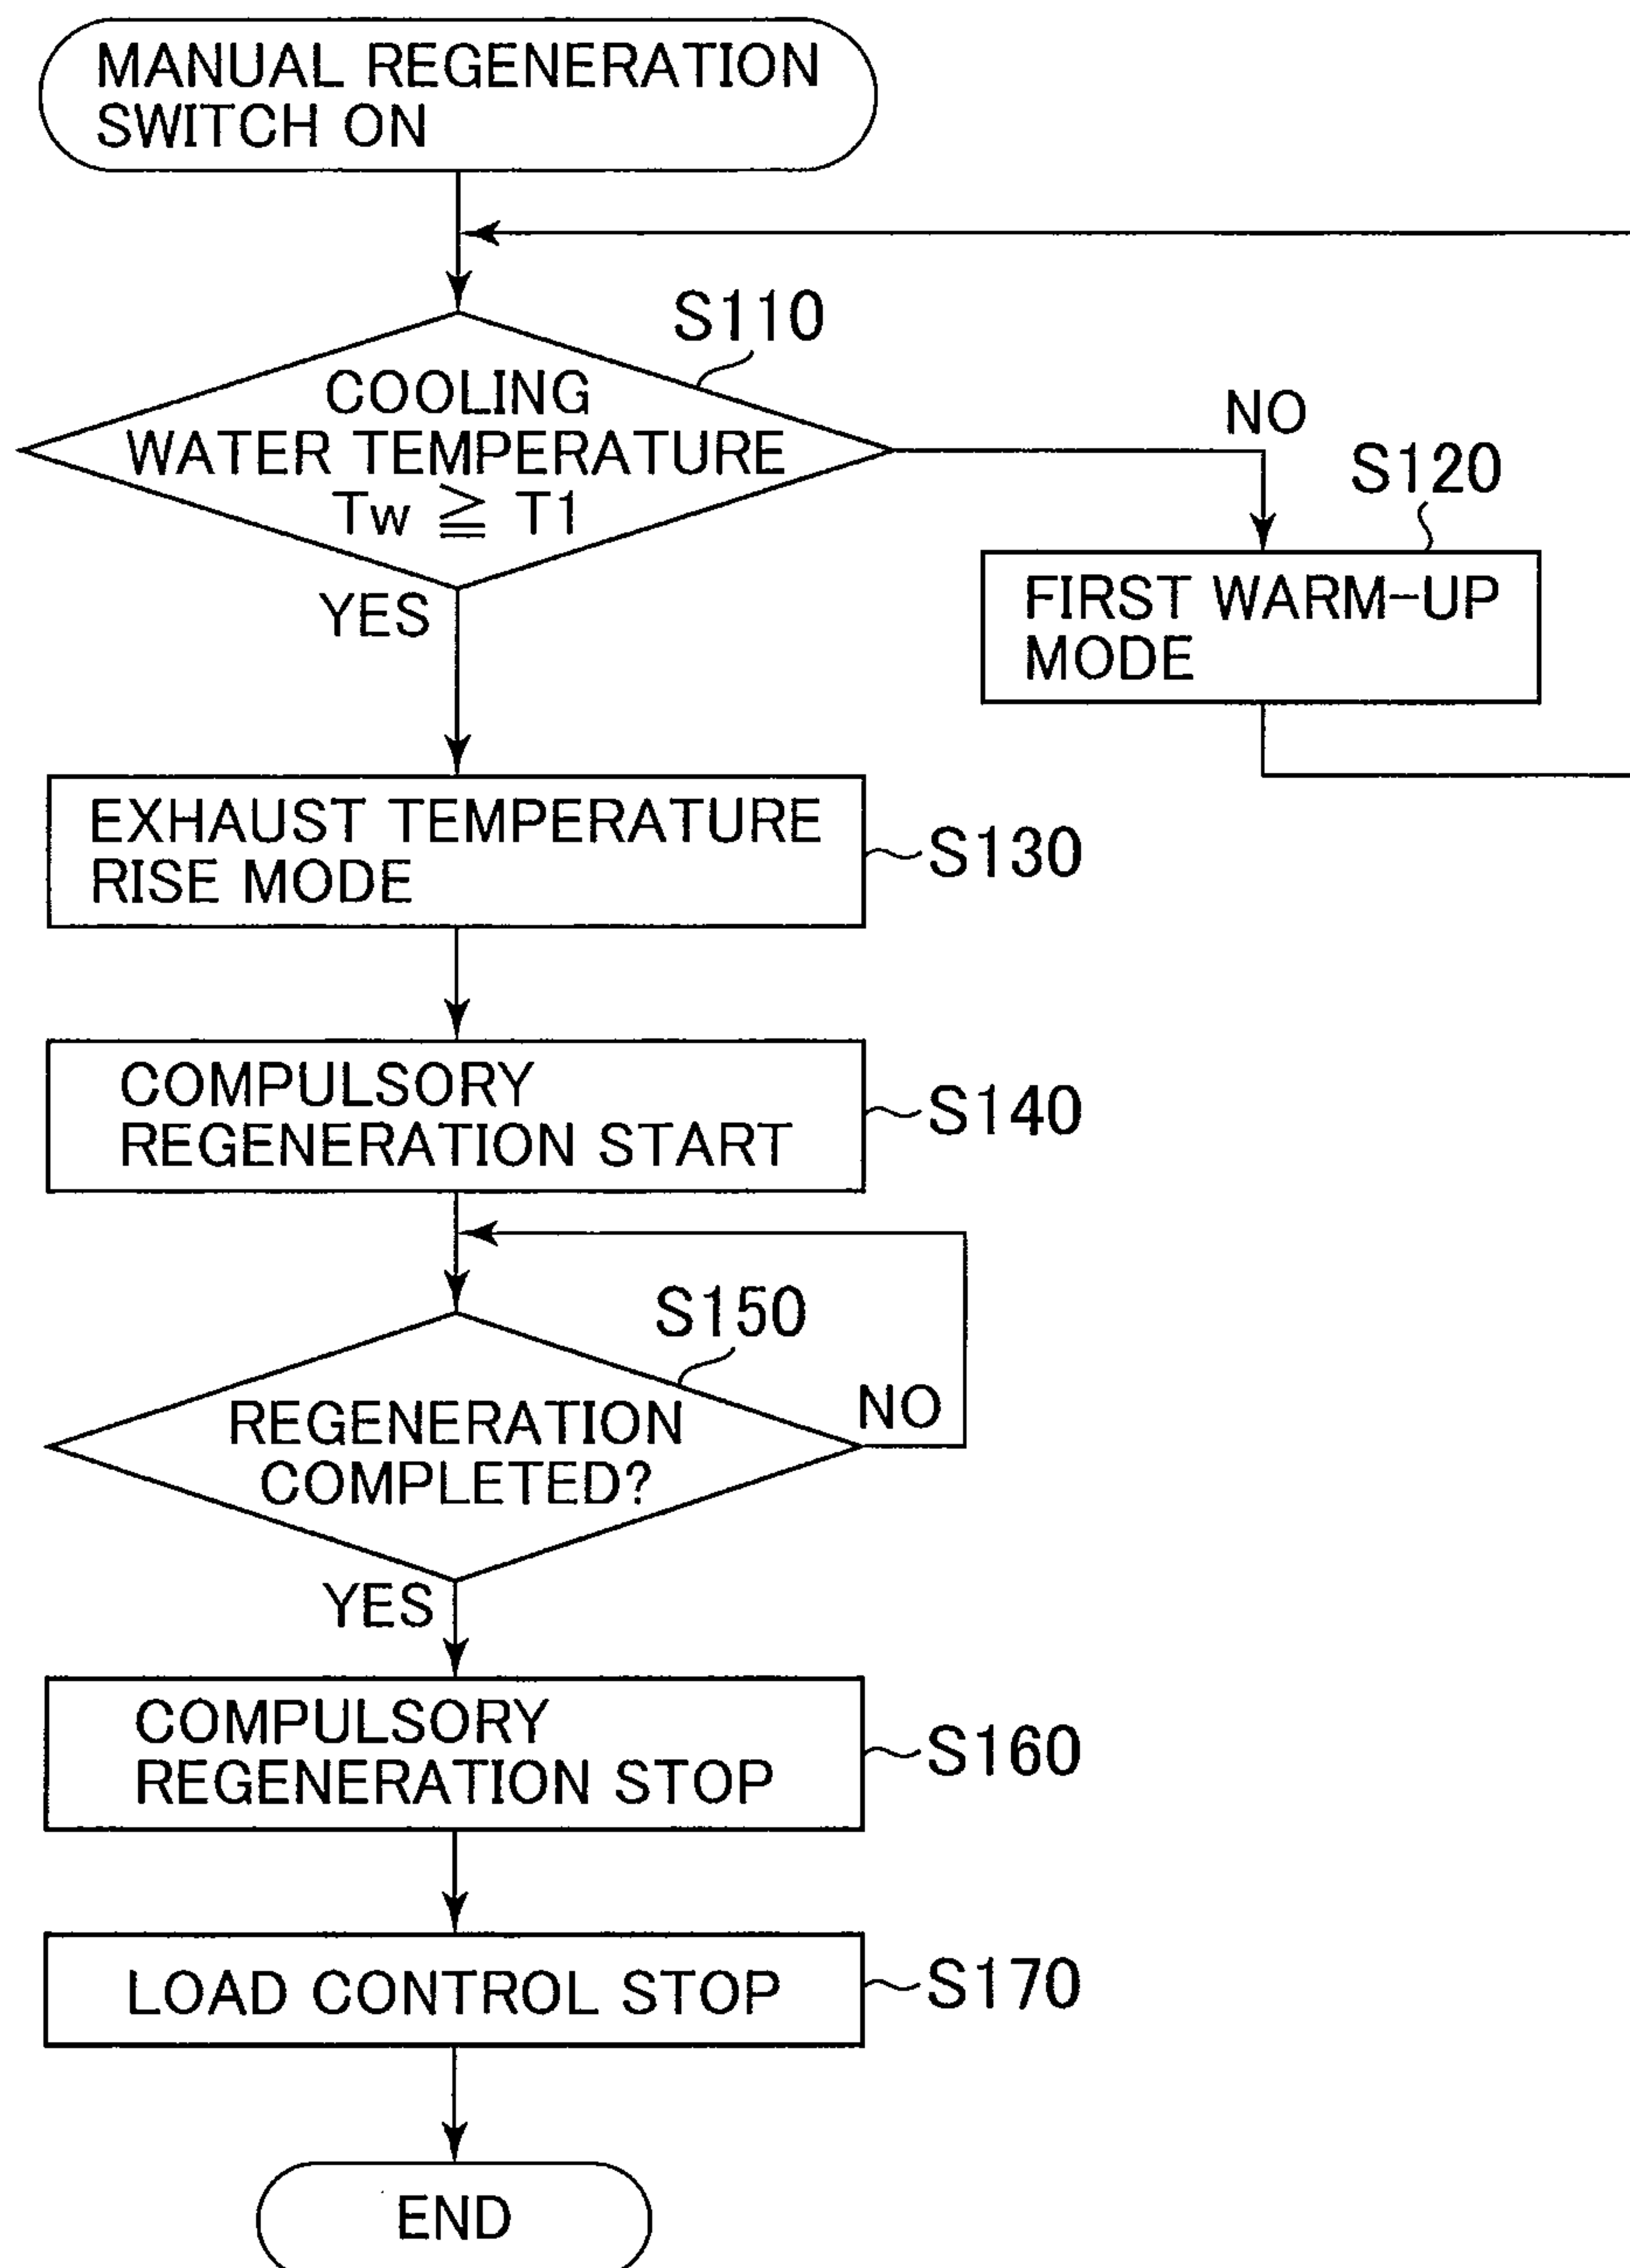 MANUAL REGENERATION
SWITCH ON
S110
COOLING
WATER TEMPERATURE
Tw ≧ T1
NO
S120
FIRST WARM-UP
MODE
YES
EXHAUST TEMPERATURE
RISE MODE
S130
COMPULSORY
REGENERATION START
S140
S150
REGENERATION
COMPLETED?
NO
YES
COMPULSORY
REGENERATION STOP
S160
LOAD CONTROL STOP
S170
END